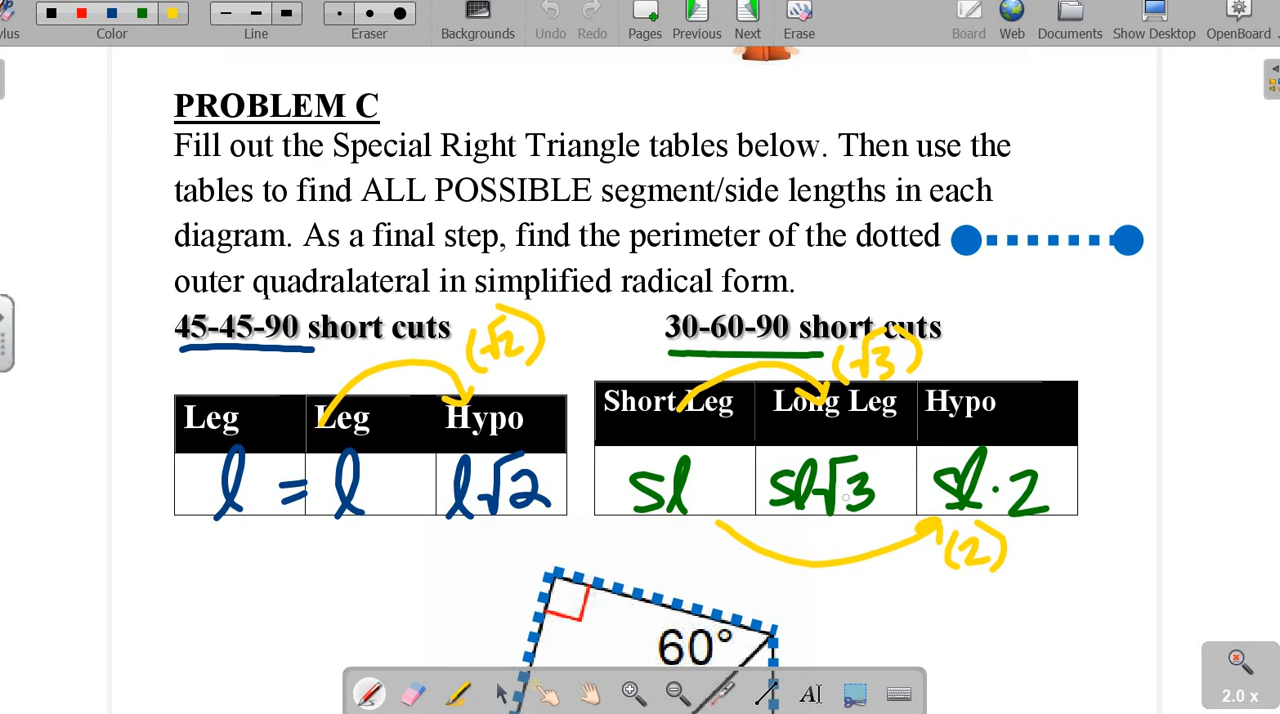 ylus
Color
Line
Eraser
Backgrounds
Undo
Redo
Pages
Previous
Next
Erase
Board
Web
Documents
Show Desktop
OpenBoard
PROBLEM C
Fill out the Special Right Triangle tables below. Then use the
tables to find ALL POSSIBLE segment/side lengths in each
diagram. As a final step, find the perimeter of the dotted
outer quadralateral in simplified radical form.
45-45-90 short cuts
(√2)
Leg Leg Hypo
l = l l√2
30-60-90 short cuts
(√3)
Short Leg Long Leg Hypo
sl sl√3 sl·2
(2)
60°
AI
2.0 x